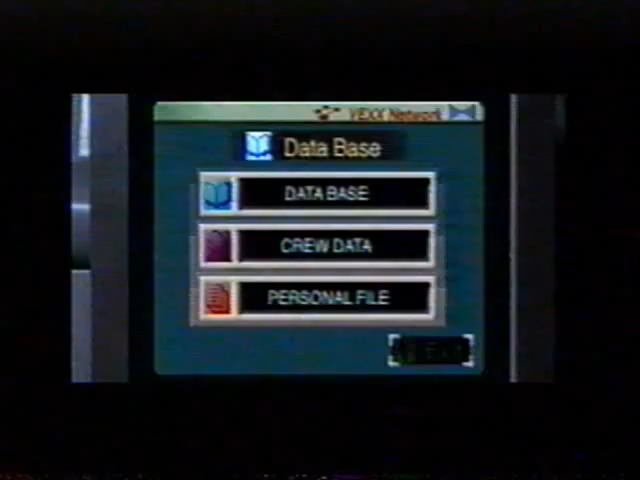 VEXX Network
Data Base
DATA BASE
CREW DATA
PERSONAL FILE